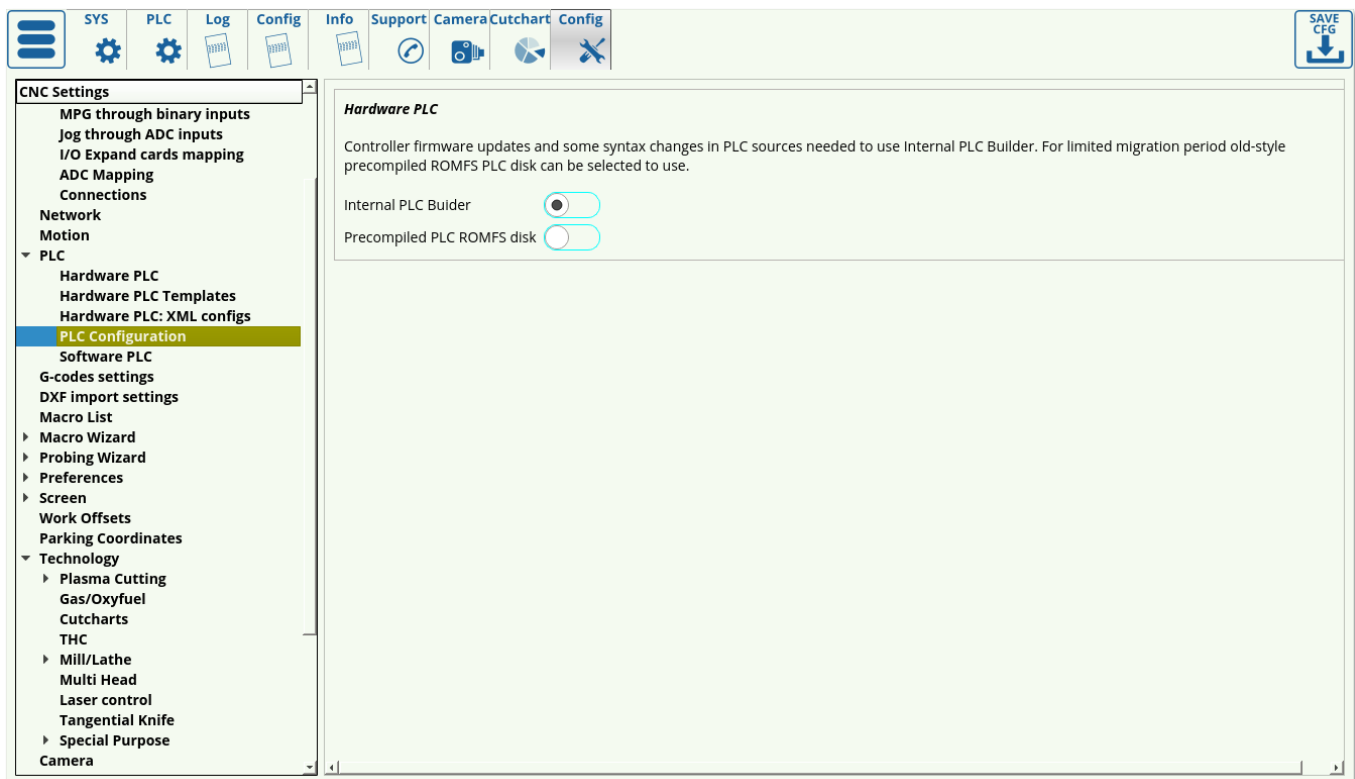 SYS PLC Log Config Info Support Camera Cutchart Config
SAVE
CFG
CNC Settings
MPG through binary inputs
Jog through ADC inputs
I/O Expand cards mapping
ADC Mapping
Connections
Network
Motion
PLC
Hardware PLC
Hardware PLC Templates
Hardware PLC: XML configs
PLC Configuration
Software PLC
G-codes settings
DXF import settings
Macro List
Macro Wizard
Probing Wizard
Preferences
Screen
Work Offsets
Parking Coordinates
Technology
Plasma Cutting
Gas/Oxyfuel
Cutcharts
THC
Mill/Lathe
Multi Head
Laser control
Tangential Knife
Special Purpose
Camera
Hardware PLC
Controller firmware updates and some syntax changes in PLC sources needed to use Internal PLC Builder. For limited migration period old-style
precompiled ROMFS PLC disk can be selected to use.
Internal PLC Buider
Precompiled PLC ROMFS disk